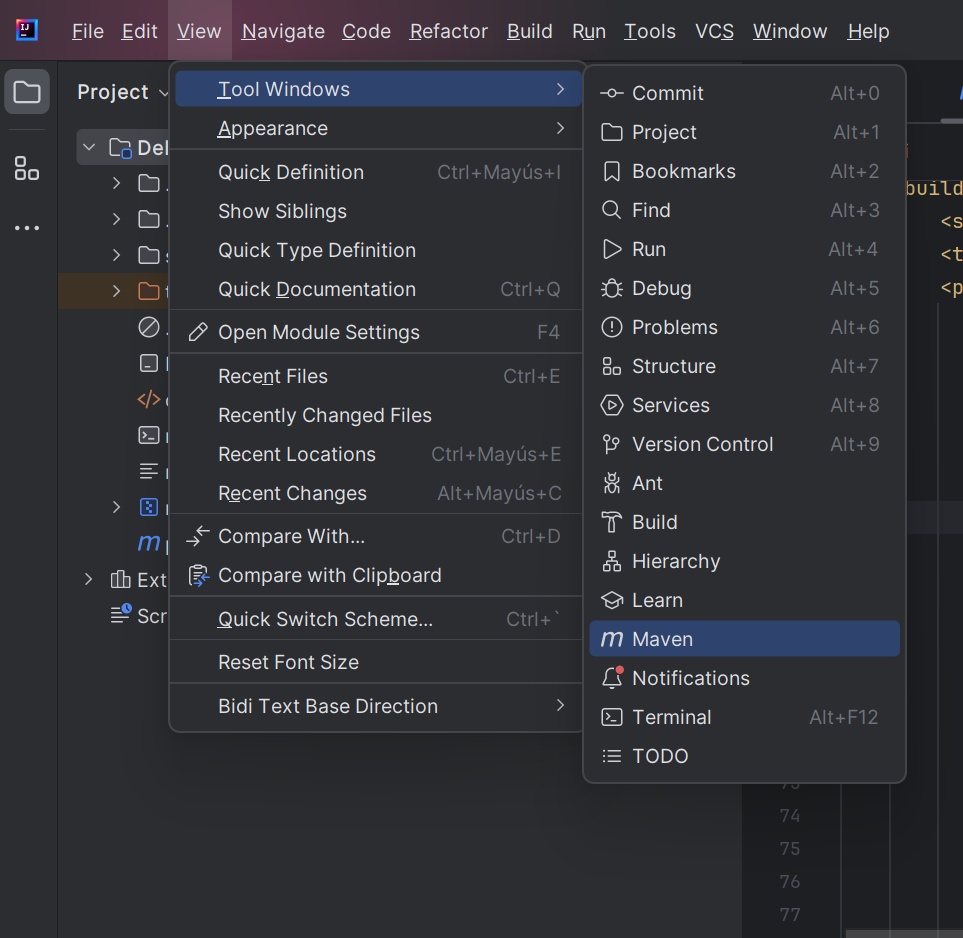 File Edit View Navigate Code Refactor Build Run Tools VCS Window Help
Project
Tool Windows
Appearance
Quick Definition Ctrl+Mayús+I
Show Siblings
Quick Type Definition
Quick Documentation Ctrl+Q
Open Module Settings F4
Recent Files Ctrl+E
Recently Changed Files
Recent Locations Ctrl+Mayús+E
Recent Changes Alt+Mayús+C
Compare With... Ctrl+D
Compare with Clipboard
Quick Switch Scheme... Ctrl+`
Reset Font Size
Bidi Text Base Direction
Commit Alt+0
Project Alt+1
Bookmarks Alt+2
Find Alt+3
Run Alt+4
Debug Alt+5
Problems Alt+6
Structure Alt+7
Services Alt+8
Version Control Alt+9
Ant
Build
Hierarchy
Learn
Maven
Notifications
Terminal Alt+F12
TODO
Del
Ext
Scr
build
<s
<t
<p
74
75
76
77